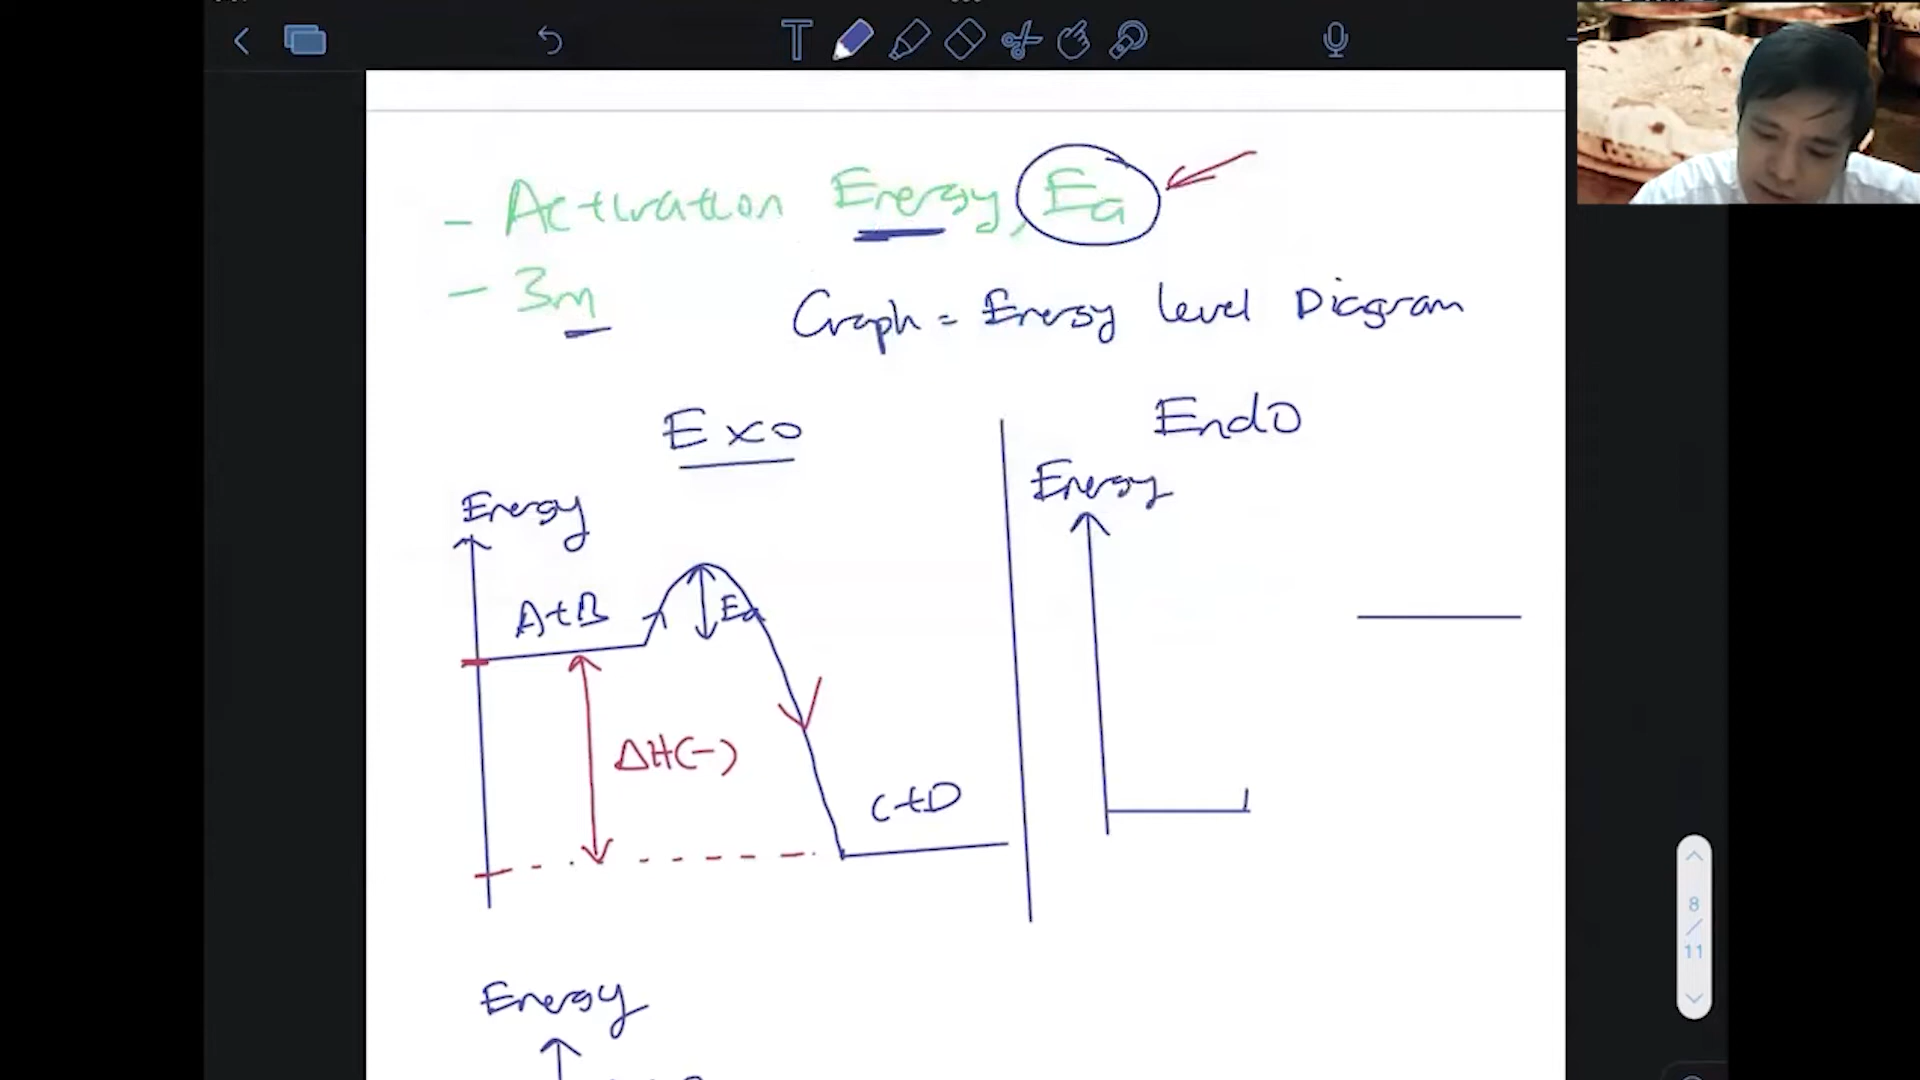 - Activation Energy, Ea
- 3m
Graph = Energy level Diagram
Exo
Endo
Energy
Energy
A+B
Ea
ΔH(-)
C+D
Energy
T
8
/
11